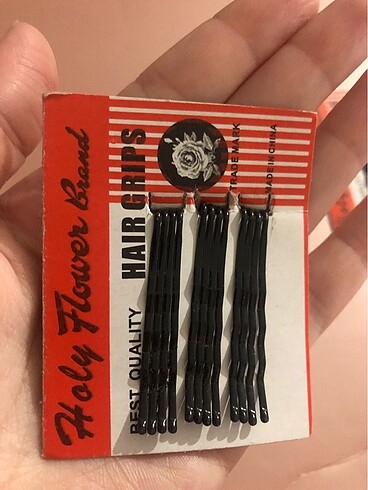 Holy Flower Brand
HAIR GRIPS
BEST QUALITY
TRADE MARK
MADE IN CHINA